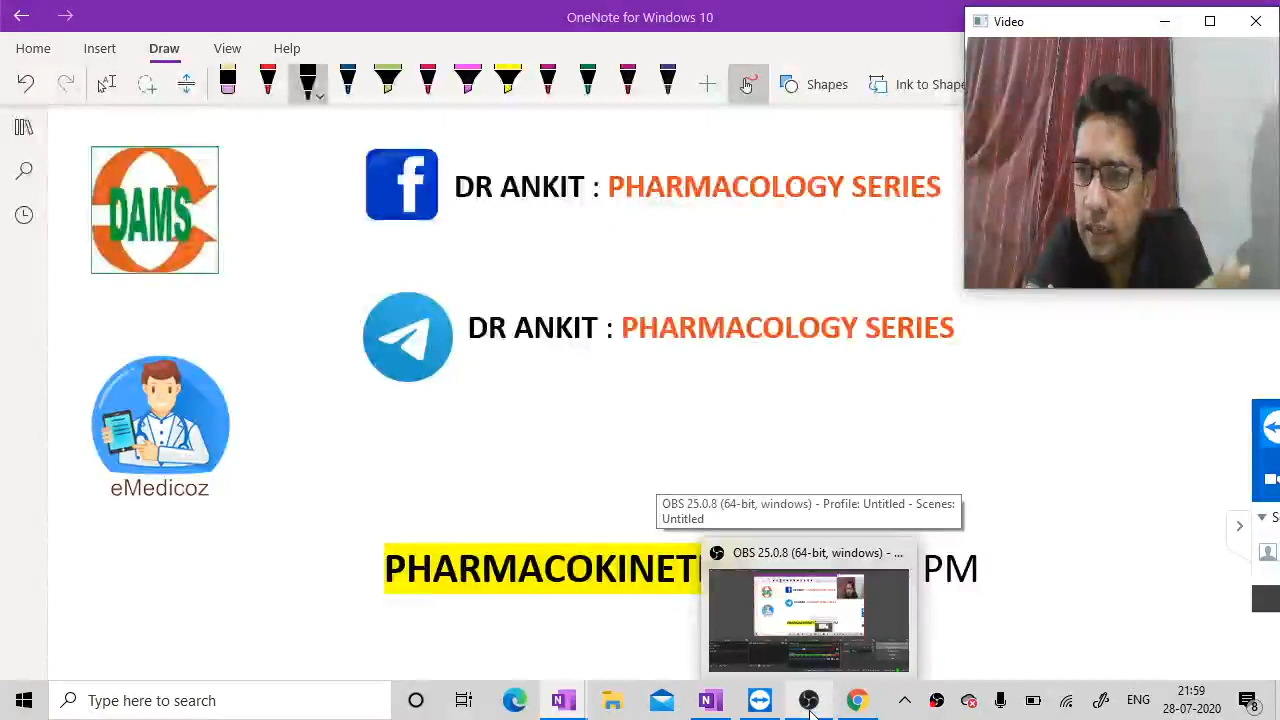 OneNote for Windows 10
Video
Home Insert Draw View Help
Shapes
Ink to Shape
DAMS
DR ANKIT : PHARMACOLOGY SERIES
DR ANKIT : PHARMACOLOGY SERIES
eMedicoz
OBS 25.0.8 (64-bit, windows) - Profile: Untitled - Scenes:
Untitled
OBS 25.0.8 (64-bit, windows) - ...
PHARMACOKINETI PM
Type here to search
ENG
21:59
28-07-2020
8